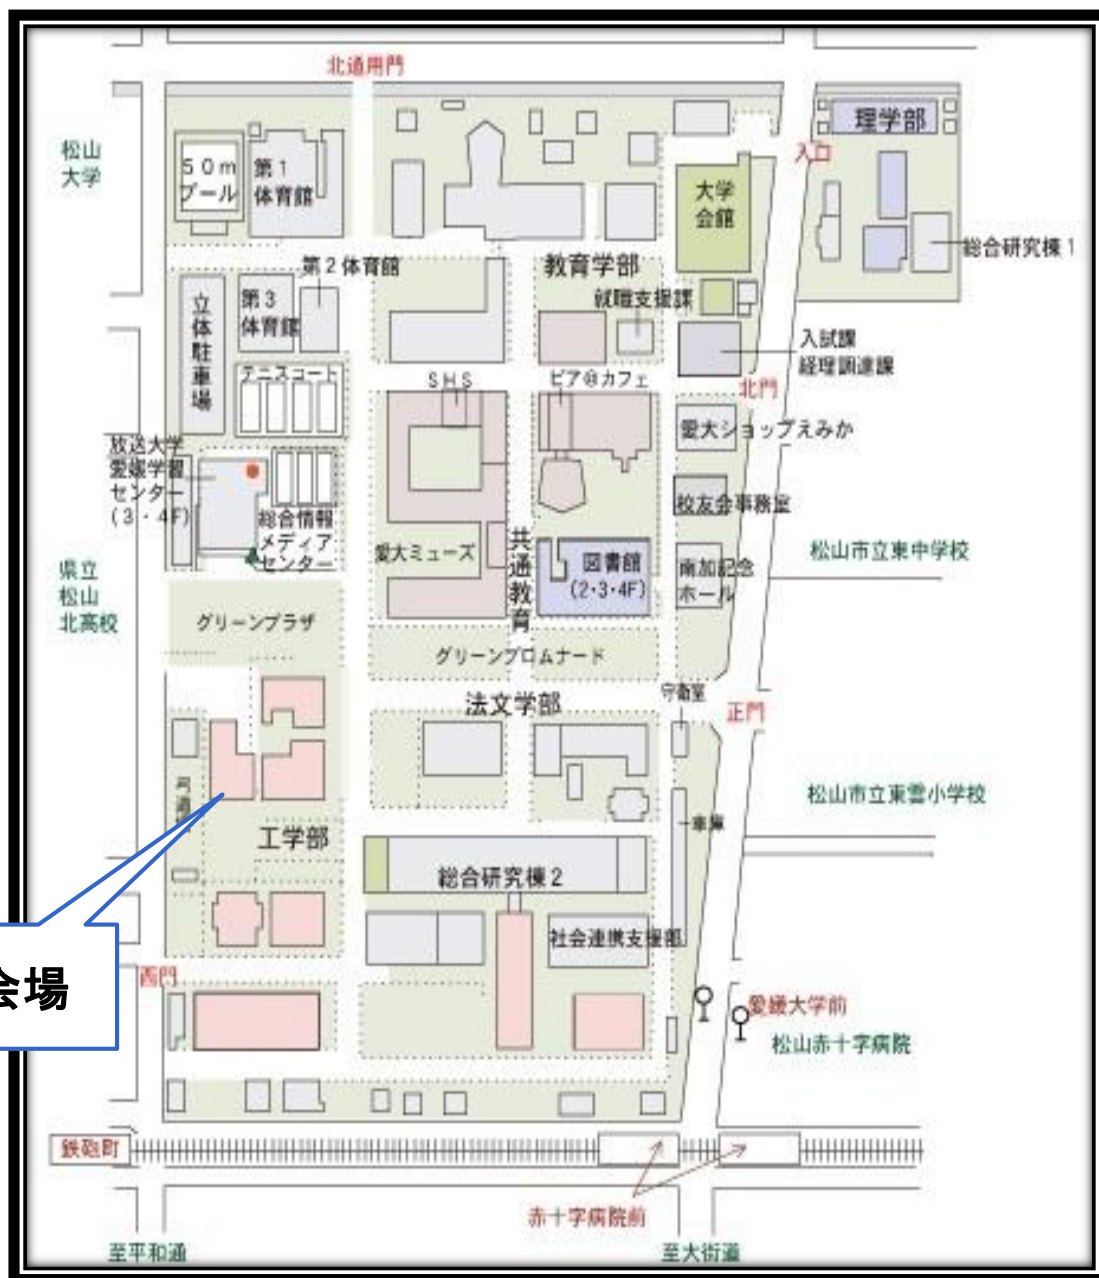 北通用門
松山
大学
50m
プール
第1
体育館
理学部
入口
大学
会館
総合研究棟1
第2体育館
教育学部
就職支援課
立体駐車場
第3
体育館
入試課
経理調達課
テニスコート
SHS
ピア@カフェ
北門
愛大ショップえみか
放送大学
愛媛学習
センター
(3・4F)
総合情報
メディア
センター
校友会事務室
愛大ミューズ
共通教育
図書館
(2・3・4F)
南加記念
ホール
松山市立東中学校
県立
松山
北高校
グリーンプラザ
グリーンプロムナード
法文学部
守衛室
正門
弓道場
松山市立東雲小学校
工学部
車庫
総合研究棟2
社会連携支援部
会場
西門
愛媛大学前
松山赤十字病院
鉄砲町
赤十字病院前
至平和通
至大街道